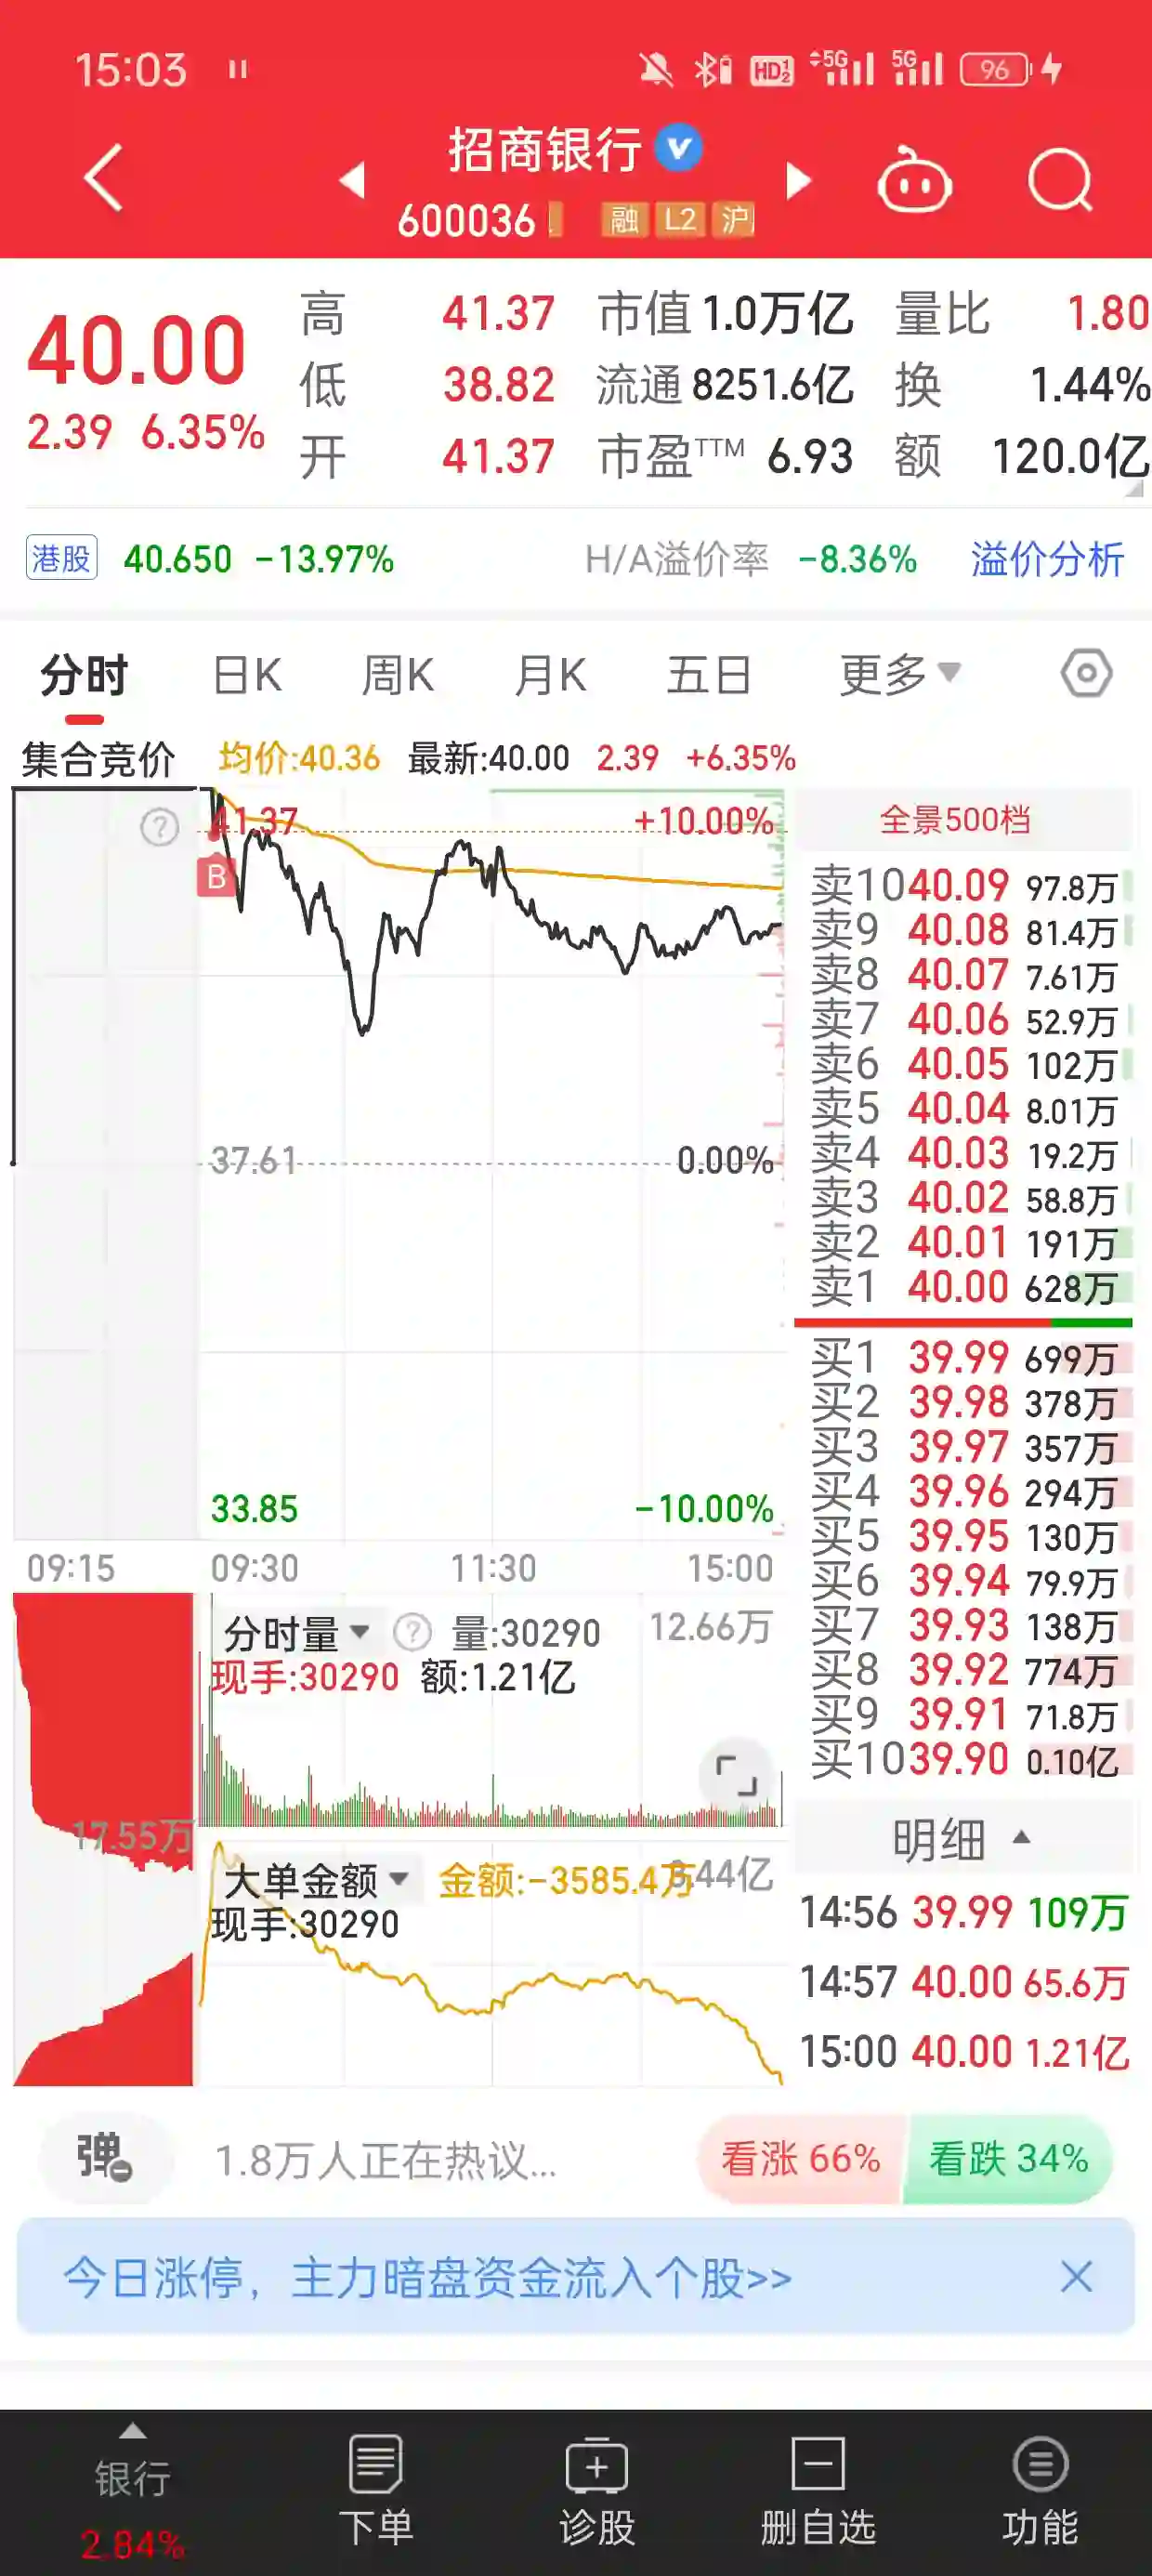 15:03
HD 5G 5G 96
招商银行
600036 融 L2 沪
40.00
2.39 6.35%
高 41.37 市值 1.0万亿 量比 1.80
低 38.82 流通 8251.6亿 换 1.44%
开 41.37 市盈TTM 6.93 额 120.0亿
港股 40.650 -13.97% H/A溢价率 -8.36% 溢价分析
分时 日K 周K 月K 五日 更多
集合竞价 均价:40.36 最新:40.00 2.39 +6.35%
41.37 +10.00%
B
37.61 0.00%
33.85 -10.00%
09:15 09:30 11:30 15:00
全景500档
卖10 40.09 97.8万
卖9 40.08 81.4万
卖8 40.07 7.61万
卖7 40.06 52.9万
卖6 40.05 102万
卖5 40.04 8.01万
卖4 40.03 19.2万
卖3 40.02 58.8万
卖2 40.01 191万
卖1 40.00 628万
买1 39.99 699万
买2 39.98 378万
买3 39.97 357万
买4 39.96 294万
买5 39.95 130万
买6 39.94 79.9万
买7 39.93 138万
买8 39.92 774万
买9 39.91 71.8万
买10 39.90 0.10亿
分时量 ? 量:30290 12.66万
现手:30290 额:1.21亿
17.55万
大单金额 金额:-3585.4万 .44亿
现手:30290
明细
14:56 39.99 109万
14:57 40.00 65.6万
15:00 40.00 1.21亿
弹 1.8万人正在热议... 看涨 66% 看跌 34%
今日涨停，主力暗盘资金流入个股>>
银行 2.84%
下单 诊股 删自选 功能